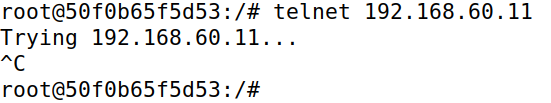 root@50f0b65f5d53:/# telnet 192.168.60.11
Trying 192.168.60.11...
^C
root@50f0b65f5d53:/#